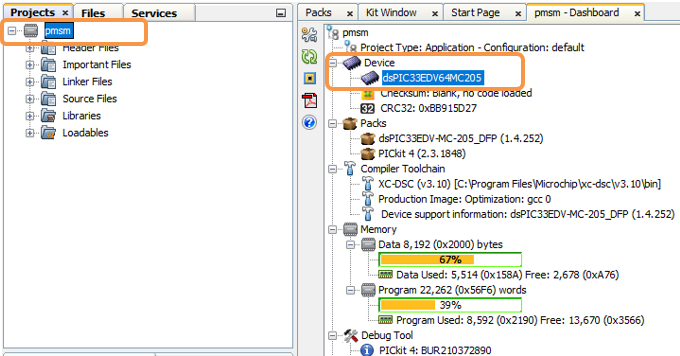 Projects
Files
Services
pmsm
Header Files
Important Files
Linker Files
Source Files
Libraries
Loadables
Packs
Kit Window
Start Page
pmsm - Dashboard
pmsm
Project Type: Application - Configuration: default
Device
dsPIC33EDV64MC205
Checksum: Blank, no code loaded
CRC32: 0xBB915D27
Packs
dsPIC33EDV-MC-205_DFP (1.4.252)
PICkit 4 (2.3.1848)
Compiler Toolchain
XC-DSC (v3.10) [C:\Program Files\Microchip\xc-dsc\v3.10\bin]
Production Image: Optimization: gcc 0
Device support information: dsPIC33EDV-MC-205_DFP (1.4.252)
Memory
Data 8,192 (0x2000) bytes
67%
Data Used: 5,514 (0x158A) Free: 2,678 (0xA76)
Program 22,262 (0x56F6) words
39%
Program Used: 8,592 (0x2190) Free: 13,670 (0x3566)
Debug Tool
PICkit 4: BUR210372890